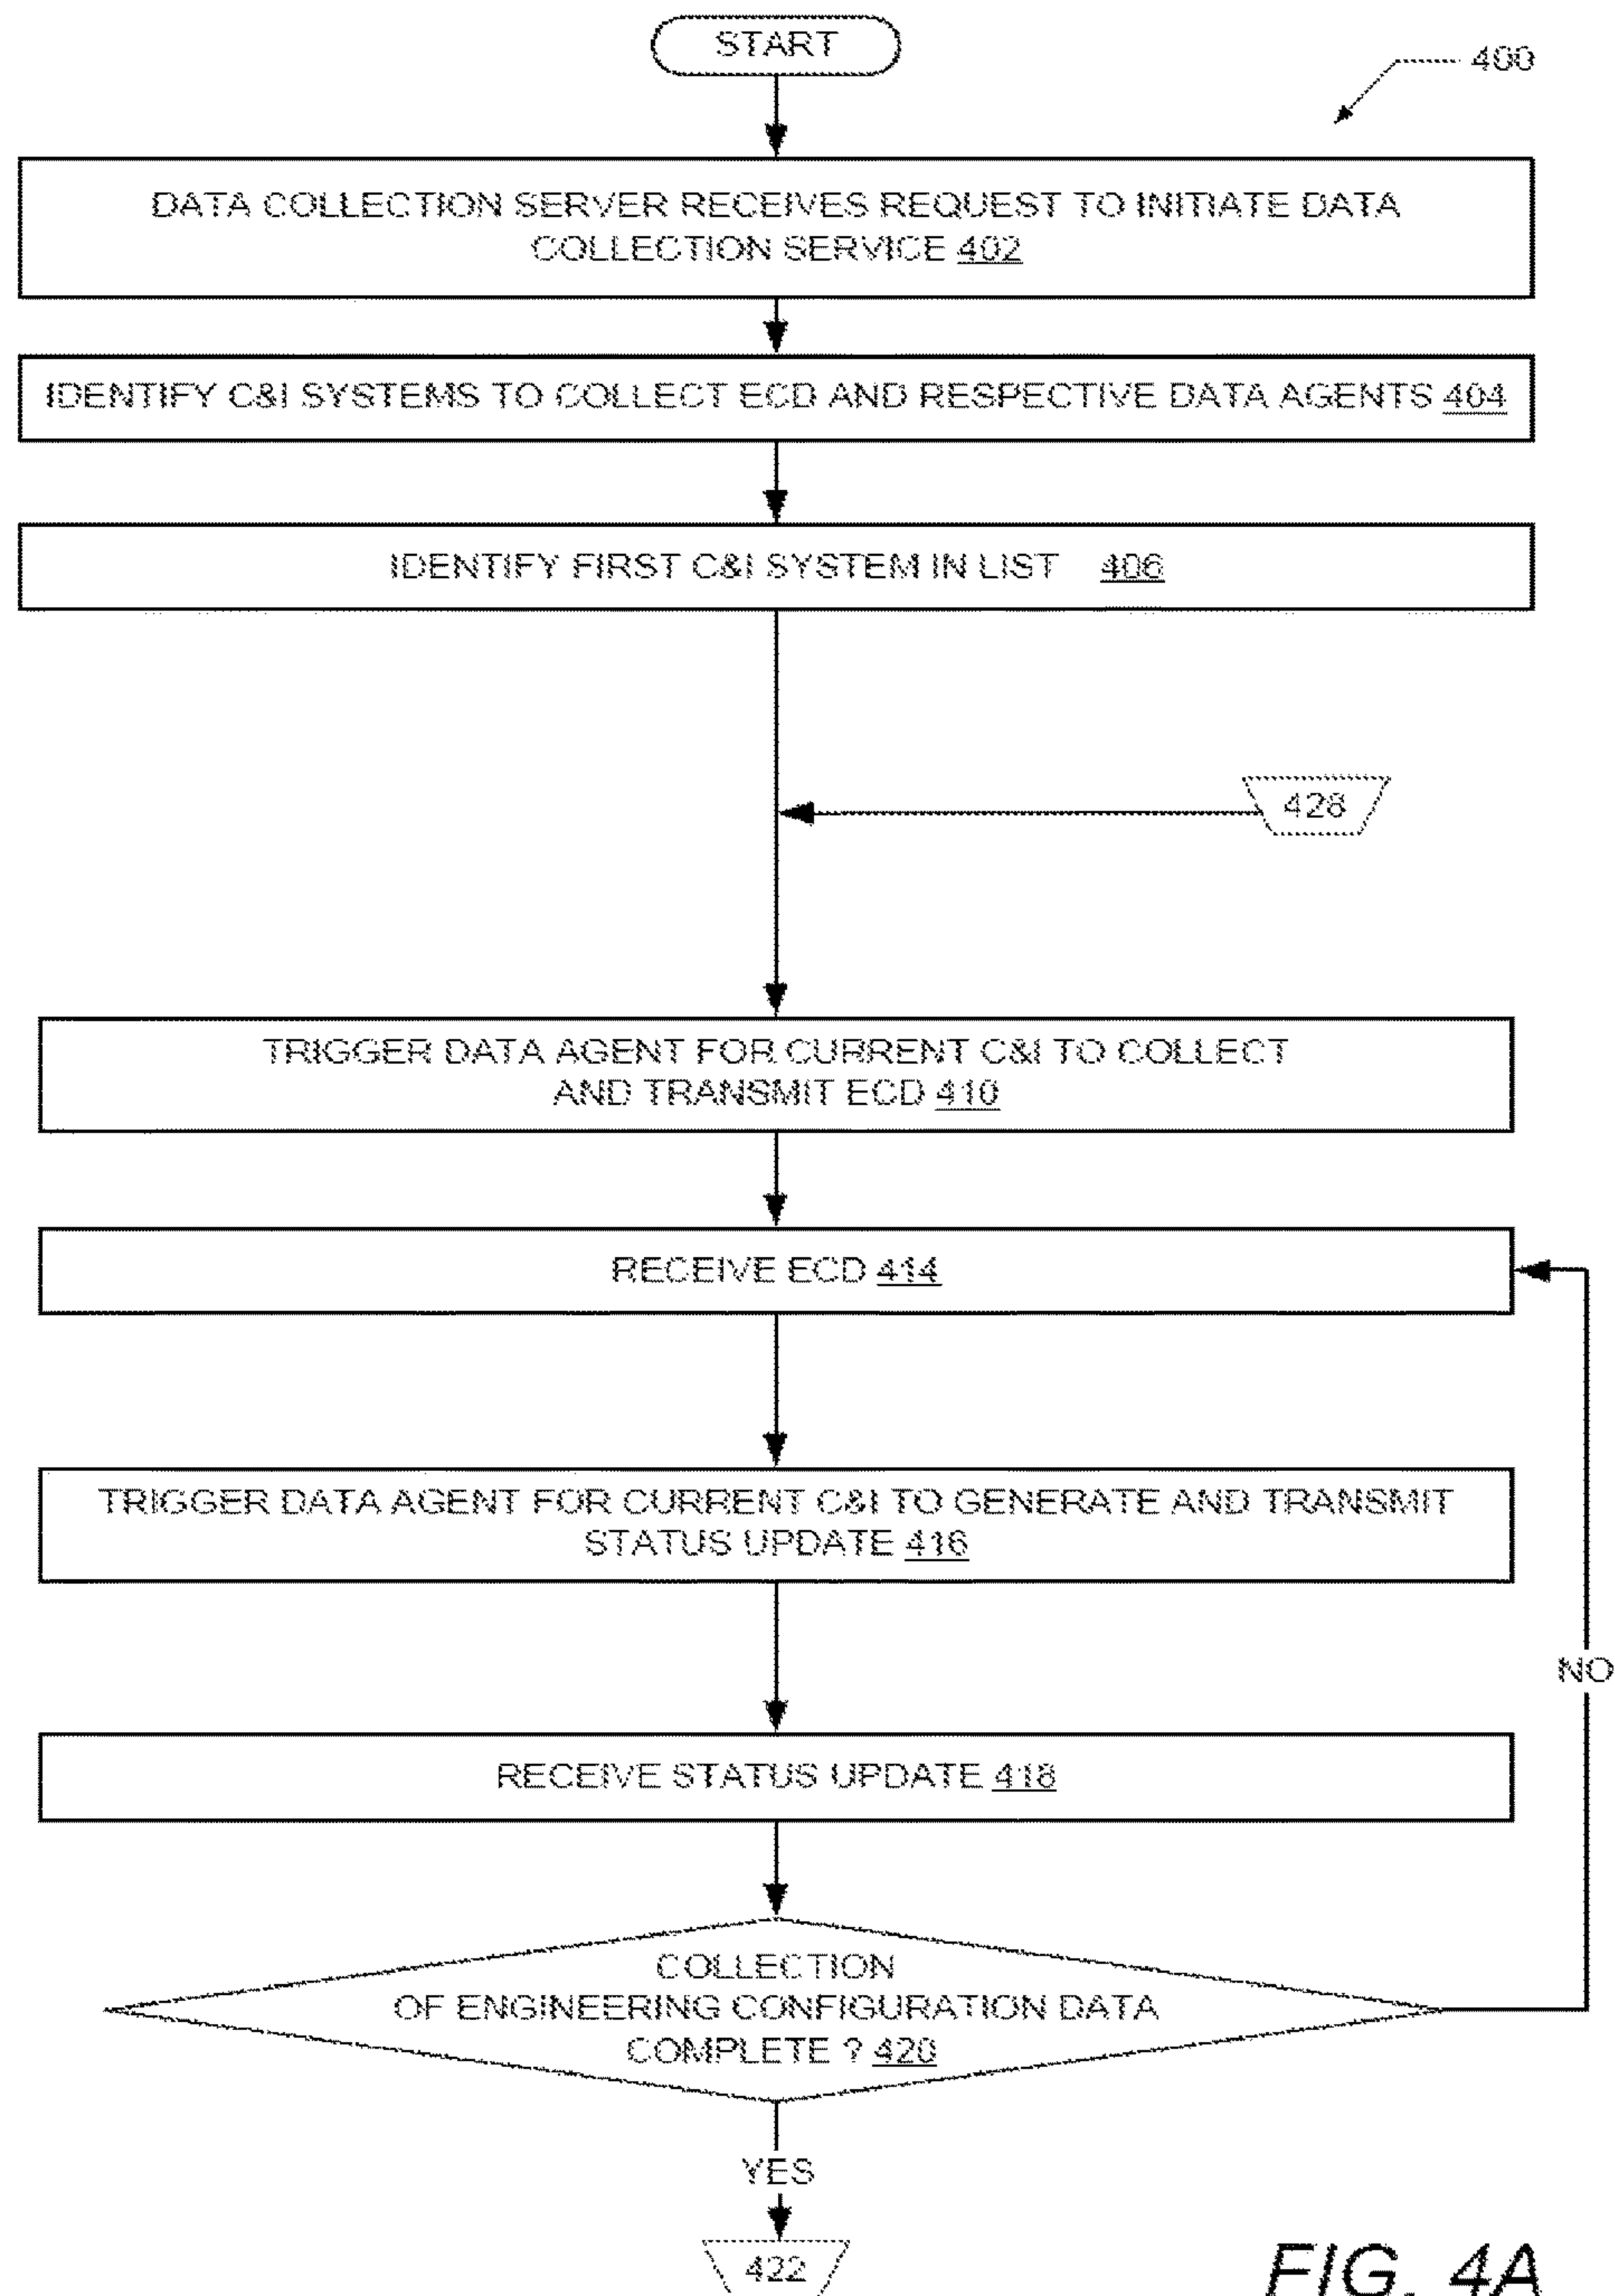 START
400
DATA COLLECTION SERVER RECEIVES REQUEST TO INITIATE DATA
COLLECTION SERVICE 402
IDENTIFY C&I SYSTEMS TO COLLECT ECD AND RESPECTIVE DATA AGENTS 404
IDENTIFY FIRST C&I SYSTEM IN LIST 406
428
TRIGGER DATA AGENT FOR CURRENT C&I TO COLLECT
AND TRANSMIT ECD 410
RECEIVE ECD 414
TRIGGER DATA AGENT FOR CURRENT C&I TO GENERATE AND TRANSMIT
STATUS UPDATE 416
NO
RECEIVE STATUS UPDATE 418
COLLECTION
OF ENGINEERING CONFIGURATION DATA
COMPLETE ? 420
YES
422
FIG. 4A